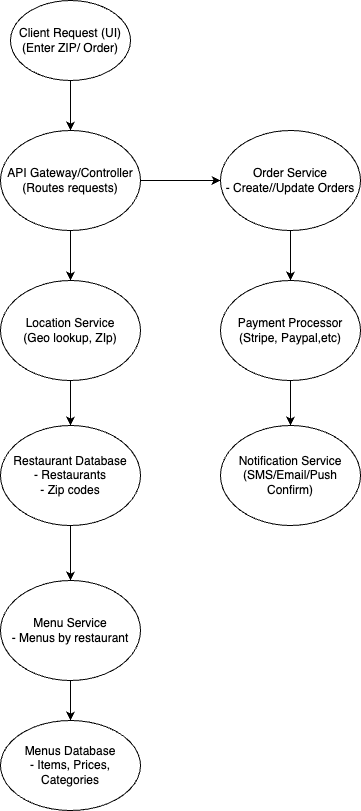 Client Request (UI)
(Enter ZIP/ Order)
API Gateway/Controller
(Routes requests)
Order Service
- Create//Update Orders
Location Service
(Geo lookup, ZIp)
Payment Processor
(Stripe, Paypal,etc)
Restaurant Database
- Restaurants
- Zip codes
Notification Service
(SMS/Email/Push
Confirm)
Menu Service
- Menus by restaurant
Menus Database
- Items, Prices,
Categories